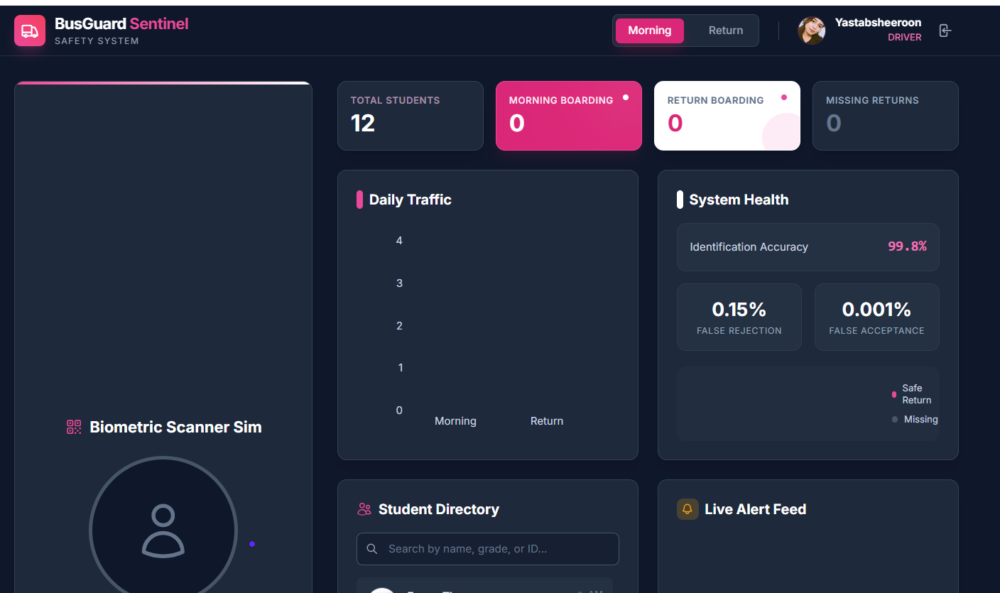 BusGuard Sentinel
SAFETY SYSTEM
Morning
Return
Yastabsheeroon
DRIVER
TOTAL STUDENTS
12
MORNING BOARDING
0
RETURN BOARDING
0
MISSING RETURNS
0
Daily Traffic
4
3
2
1
0
Morning
Return
System Health
Identification Accuracy
99.8%
0.15%
FALSE REJECTION
0.001%
FALSE ACCEPTANCE
Safe
Return
Missing
Biometric Scanner Sim
Student Directory
Search by name, grade, or ID...
Live Alert Feed